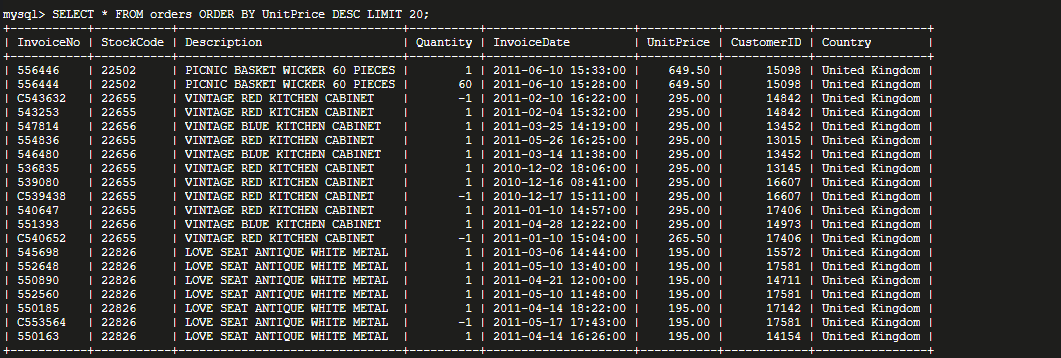 mysql> SELECT * FROM orders ORDER BY UnitPrice DESC LIMIT 20;
+-----------+-----------+-------------------------------+----------+---------------------+-----------+------------+----------------+
| InvoiceNo | StockCode | Description                   | Quantity | InvoiceDate         | UnitPrice | CustomerID | Country        |
+-----------+-----------+-------------------------------+----------+---------------------+-----------+------------+----------------+
| 556446    | 22502     | PICNIC BASKET WICKER 60 PIECES |        1 | 2011-06-10 15:33:00 |    649.50 |      15098 | United Kingdom |
| 556444    | 22502     | PICNIC BASKET WICKER 60 PIECES |       60 | 2011-06-10 15:28:00 |    649.50 |      15098 | United Kingdom |
| C543632   | 22655     | VINTAGE RED KITCHEN CABINET   |       -1 | 2011-02-10 16:22:00 |    295.00 |      14842 | United Kingdom |
| 543253    | 22655     | VINTAGE RED KITCHEN CABINET   |        1 | 2011-02-04 15:32:00 |    295.00 |      14842 | United Kingdom |
| 547814    | 22656     | VINTAGE BLUE KITCHEN CABINET  |        1 | 2011-03-25 14:19:00 |    295.00 |      13452 | United Kingdom |
| 554836    | 22655     | VINTAGE RED KITCHEN CABINET   |        1 | 2011-05-26 16:25:00 |    295.00 |      13015 | United Kingdom |
| 546480    | 22656     | VINTAGE BLUE KITCHEN CABINET  |        1 | 2011-03-14 11:38:00 |    295.00 |      13452 | United Kingdom |
| 536835    | 22655     | VINTAGE RED KITCHEN CABINET   |        1 | 2010-12-02 18:06:00 |    295.00 |      13145 | United Kingdom |
| 539080    | 22655     | VINTAGE RED KITCHEN CABINET   |        1 | 2010-12-16 08:41:00 |    295.00 |      16607 | United Kingdom |
| C539438   | 22655     | VINTAGE RED KITCHEN CABINET   |       -1 | 2010-12-17 15:11:00 |    295.00 |      16607 | United Kingdom |
| 540647    | 22655     | VINTAGE RED KITCHEN CABINET   |        1 | 2011-01-10 14:57:00 |    295.00 |      17406 | United Kingdom |
| 551393    | 22656     | VINTAGE BLUE KITCHEN CABINET  |        1 | 2011-04-28 12:22:00 |    295.00 |      14973 | United Kingdom |
| C540652   | 22655     | VINTAGE RED KITCHEN CABINET   |       -1 | 2011-01-10 15:04:00 |    265.50 |      17406 | United Kingdom |
| 545698    | 22826     | LOVE SEAT ANTIQUE WHITE METAL |        1 | 2011-03-06 14:44:00 |    195.00 |      15572 | United Kingdom |
| 552648    | 22826     | LOVE SEAT ANTIQUE WHITE METAL |        1 | 2011-05-10 13:40:00 |    195.00 |      17581 | United Kingdom |
| 550890    | 22826     | LOVE SEAT ANTIQUE WHITE METAL |        1 | 2011-04-21 12:00:00 |    195.00 |      14711 | United Kingdom |
| 552560    | 22826     | LOVE SEAT ANTIQUE WHITE METAL |        1 | 2011-05-10 11:48:00 |    195.00 |      17581 | United Kingdom |
| 550185    | 22826     | LOVE SEAT ANTIQUE WHITE METAL |        1 | 2011-04-14 18:22:00 |    195.00 |      17142 | United Kingdom |
| C553564   | 22826     | LOVE SEAT ANTIQUE WHITE METAL |       -1 | 2011-05-17 17:43:00 |    195.00 |      17581 | United Kingdom |
| 550163    | 22826     | LOVE SEAT ANTIQUE WHITE METAL |        1 | 2011-04-14 16:26:00 |    195.00 |      14154 | United Kingdom |
+-----------+-----------+-------------------------------+----------+---------------------+-----------+------------+----------------+